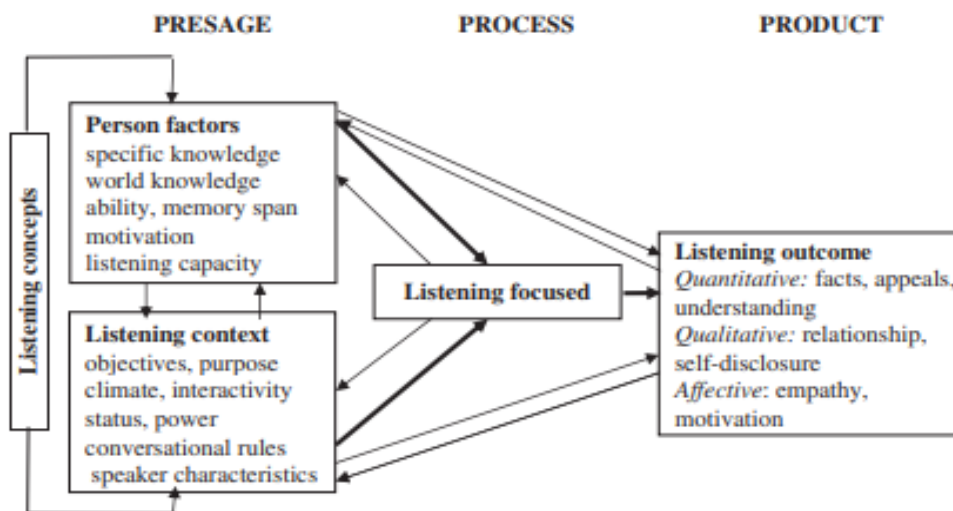 PRESAGE
PROCESS
PRODUCT
Listening concepts
Person factors
specific knowledge
world knowledge
ability, memory span
motivation
listening capacity
Listening context
objectives, purpose
climate, interactivity
status, power
conversational rules
speaker characteristics
Listening focused
Listening outcome
Quantitative: facts, appeals,
understanding
Qualitative: relationship,
self-disclosure
Affective: empathy,
motivation